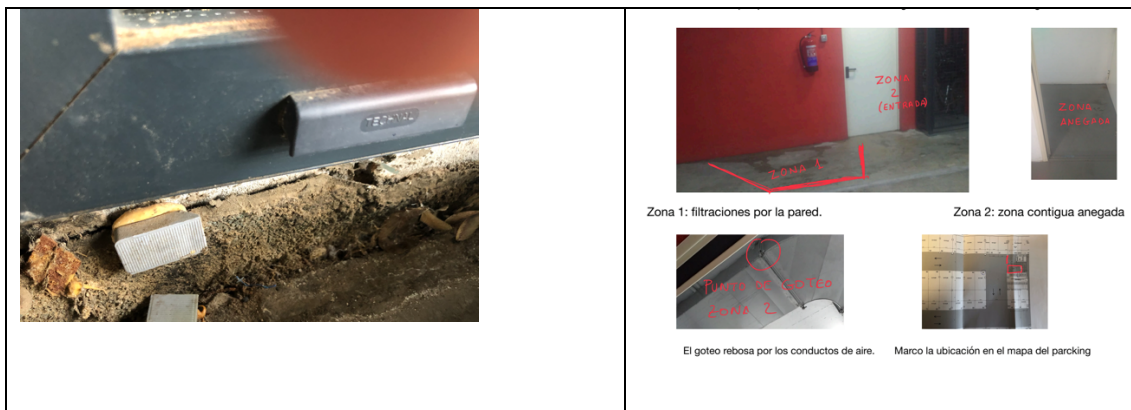 TECHNAL
ZONA
2
(ENTRADA)
ZONA 1
ZONA
ANEGADA
Zona 1: filtraciones por la pared.
Zona 2: zona contigua anegada
PUNTO DE GOTEO
ZONA 2
El goteo rebosa por los conductos de aire.
Marco la ubicación en el mapa del parcking